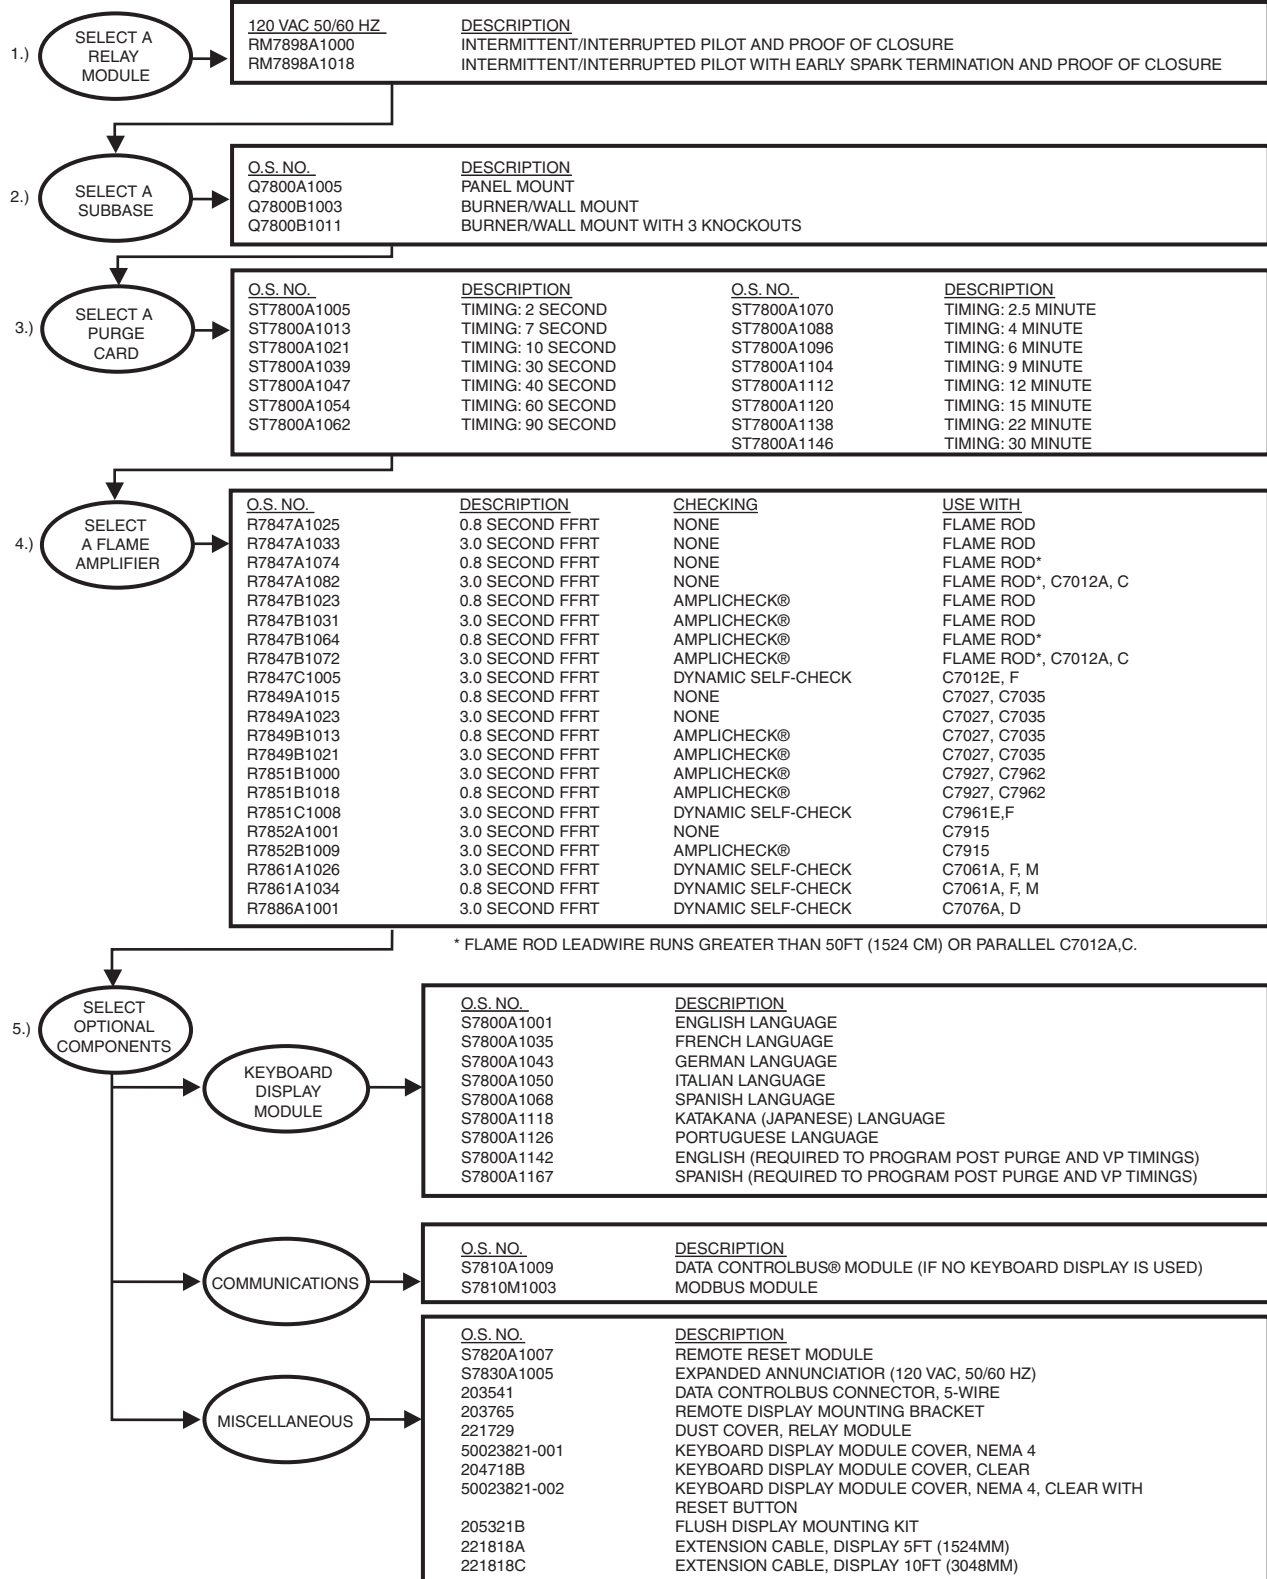 1.) SELECT A
RELAY
MODULE
120 VAC 50/60 HZ DESCRIPTION
RM7898A1000 INTERMITTENT/INTERRUPTED PILOT AND PROOF OF CLOSURE
RM7898A1018 INTERMITTENT/INTERRUPTED PILOT WITH EARLY SPARK TERMINATION AND PROOF OF CLOSURE
2.) SELECT A
SUBBASE
O.S. NO. DESCRIPTION
Q7800A1005 PANEL MOUNT
Q7800B1003 BURNER/WALL MOUNT
Q7800B1011 BURNER/WALL MOUNT WITH 3 KNOCKOUTS
3.) SELECT A
PURGE
CARD
O.S. NO. DESCRIPTION O.S. NO. DESCRIPTION
ST7800A1005 TIMING: 2 SECOND ST7800A1070 TIMING: 2.5 MINUTE
ST7800A1013 TIMING: 7 SECOND ST7800A1088 TIMING: 4 MINUTE
ST7800A1021 TIMING: 10 SECOND ST7800A1096 TIMING: 6 MINUTE
ST7800A1039 TIMING: 30 SECOND ST7800A1104 TIMING: 9 MINUTE
ST7800A1047 TIMING: 40 SECOND ST7800A1112 TIMING: 12 MINUTE
ST7800A1054 TIMING: 60 SECOND ST7800A1120 TIMING: 15 MINUTE
ST7800A1062 TIMING: 90 SECOND ST7800A1138 TIMING: 22 MINUTE
ST7800A1146 TIMING: 30 MINUTE
4.) SELECT
A FLAME
AMPLIFIER
O.S. NO. DESCRIPTION CHECKING USE WITH
R7847A1025 0.8 SECOND FFRT NONE FLAME ROD
R7847A1033 3.0 SECOND FFRT NONE FLAME ROD
R7847A1074 0.8 SECOND FFRT NONE FLAME ROD*
R7847A1082 3.0 SECOND FFRT NONE FLAME ROD*, C7012A, C
R7847B1023 0.8 SECOND FFRT AMPLICHECK® FLAME ROD
R7847B1031 3.0 SECOND FFRT AMPLICHECK® FLAME ROD
R7847B1064 0.8 SECOND FFRT AMPLICHECK® FLAME ROD*
R7847B1072 3.0 SECOND FFRT AMPLICHECK® FLAME ROD*, C7012A, C
R7847C1005 3.0 SECOND FFRT DYNAMIC SELF-CHECK C7012E, F
R7849A1015 0.8 SECOND FFRT NONE C7027, C7035
R7849A1023 3.0 SECOND FFRT NONE C7027, C7035
R7849B1013 0.8 SECOND FFRT AMPLICHECK® C7027, C7035
R7849B1021 3.0 SECOND FFRT AMPLICHECK® C7027, C7035
R7851B1000 3.0 SECOND FFRT AMPLICHECK® C7927, C7962
R7851B1018 0.8 SECOND FFRT AMPLICHECK® C7927, C7962
R7851C1008 3.0 SECOND FFRT DYNAMIC SELF-CHECK C7961E,F
R7852A1001 3.0 SECOND FFRT NONE C7915
R7852B1009 3.0 SECOND FFRT AMPLICHECK® C7915
R7861A1026 3.0 SECOND FFRT DYNAMIC SELF-CHECK C7061A, F, M
R7861A1034 0.8 SECOND FFRT DYNAMIC SELF-CHECK C7061A, F, M
R7886A1001 3.0 SECOND FFRT DYNAMIC SELF-CHECK C7076A, D
* FLAME ROD LEADWIRE RUNS GREATER THAN 50FT (1524 CM) OR PARALLEL C7012A,C.
5.) SELECT
OPTIONAL
COMPONENTS
KEYBOARD
DISPLAY
MODULE
O.S. NO. DESCRIPTION
S7800A1001 ENGLISH LANGUAGE
S7800A1035 FRENCH LANGUAGE
S7800A1043 GERMAN LANGUAGE
S7800A1050 ITALIAN LANGUAGE
S7800A1068 SPANISH LANGUAGE
S7800A1118 KATAKANA (JAPANESE) LANGUAGE
S7800A1126 PORTUGUESE LANGUAGE
S7800A1142 ENGLISH (REQUIRED TO PROGRAM POST PURGE AND VP TIMINGS)
S7800A1167 SPANISH (REQUIRED TO PROGRAM POST PURGE AND VP TIMINGS)
COMMUNICATIONS
O.S. NO. DESCRIPTION
S7810A1009 DATA CONTROLBUS® MODULE (IF NO KEYBOARD DISPLAY IS USED)
S7810M1003 MODBUS MODULE
MISCELLANEOUS
O.S. NO. DESCRIPTION
S7820A1007 REMOTE RESET MODULE
S7830A1005 EXPANDED ANNUNCIATIOR (120 VAC, 50/60 HZ)
203541 DATA CONTROLBUS CONNECTOR, 5-WIRE
203765 REMOTE DISPLAY MOUNTING BRACKET
221729 DUST COVER, RELAY MODULE
50023821-001 KEYBOARD DISPLAY MODULE COVER, NEMA 4
204718B KEYBOARD DISPLAY MODULE COVER, CLEAR
50023821-002 KEYBOARD DISPLAY MODULE COVER, NEMA 4, CLEAR WITH
RESET BUTTON
205321B FLUSH DISPLAY MOUNTING KIT
221818A EXTENSION CABLE, DISPLAY 5FT (1524MM)
221818C EXTENSION CABLE, DISPLAY 10FT (3048MM)